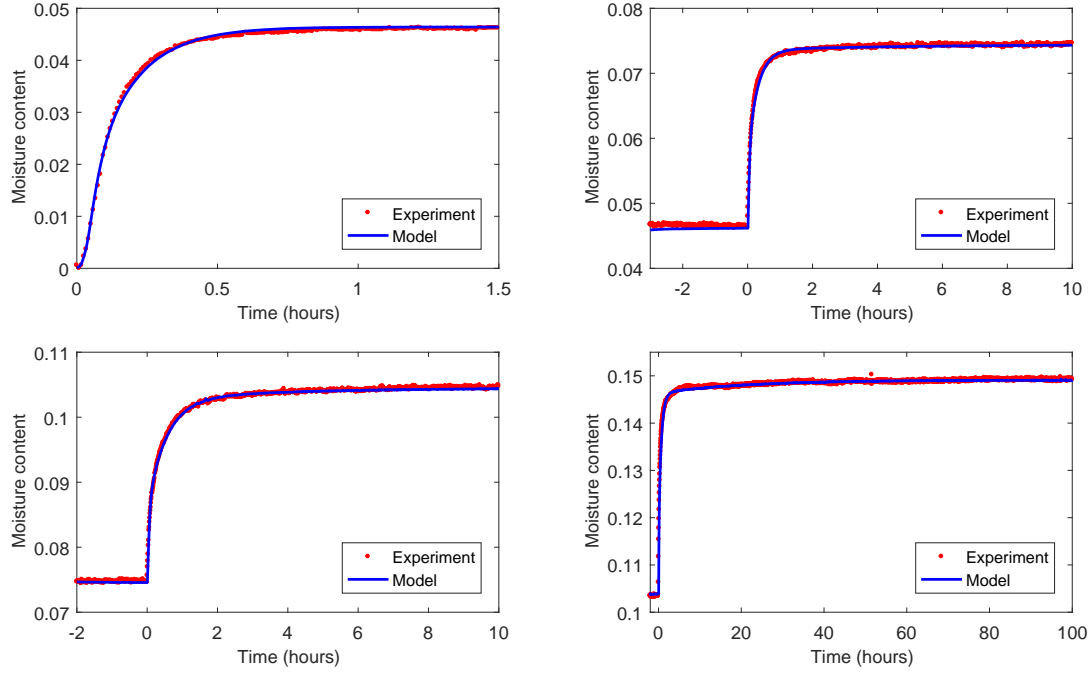 0.05
0.04
0.03
0.02
0.01
0
Moisture content
0 0.5 1 1.5
Time (hours)
Experiment
Model
0.08
0.07
0.06
0.05
0.04
Moisture content
-2 0 2 4 6 8 10
Time (hours)
Experiment
Model
0.11
0.1
0.09
0.08
0.07
Moisture content
-2 0 2 4 6 8 10
Time (hours)
Experiment
Model
0.15
0.14
0.13
0.12
0.11
0.1
Moisture content
0 20 40 60 80 100
Time (hours)
Experiment
Model